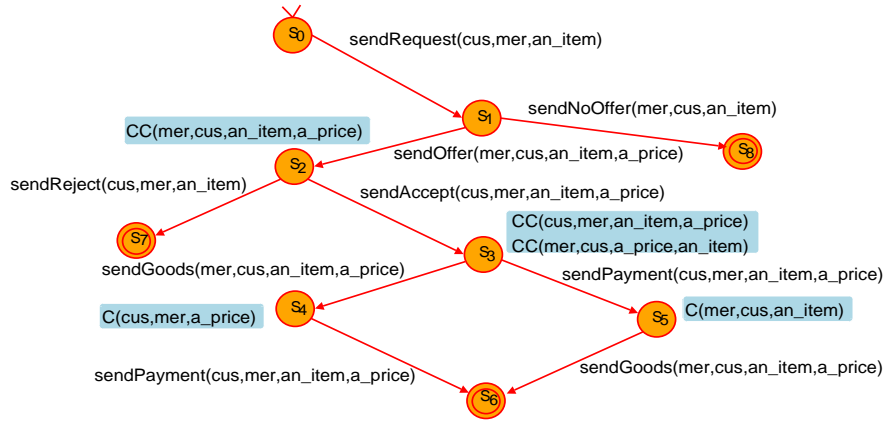 S0
sendRequest(cus,mer,an_item)
sendNoOffer(mer,cus,an_item)
S1
CC(mer,cus,an_item,a_price)
sendOffer(mer,cus,an_item,a_price)
S8
S2
sendReject(cus,mer,an_item)
sendAccept(cus,mer,an_item,a_price)
CC(cus,mer,an_item,a_price)
S7
CC(mer,cus,a_price,an_item)
S3
sendGoods(mer,cus,an_item,a_price)
sendPayment(cus,mer,an_item,a_price)
C(cus,mer,a_price)
S4
S5
C(mer,cus,an_item)
sendPayment(cus,mer,an_item,a_price)
sendGoods(mer,cus,an_item,a_price)
S6